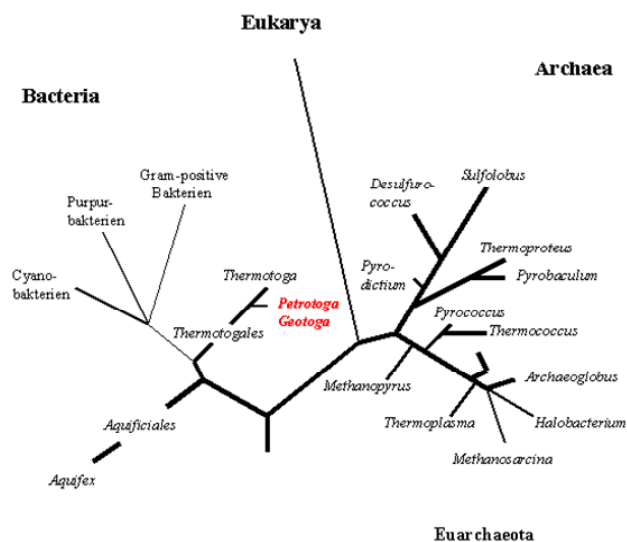 Eukarya
Archaea
Bacteria
Gram-positive
Bakterien
Purpur-
bakterien
Cyano-
bakterien
Thermotoga
Petrotoga
Geotoga
Thermotogales
Aquificiales
Aquifex
Desulfuro-
coccus
Sulfolobus
Pyro-
dictium
Thermoproteus
Pyrobaculum
Pyrococcus
Thermococcus
Methanopyrus
Archaeoglobus
Thermoplasma
Halobacterium
Methanosarcina
Euarchaeota